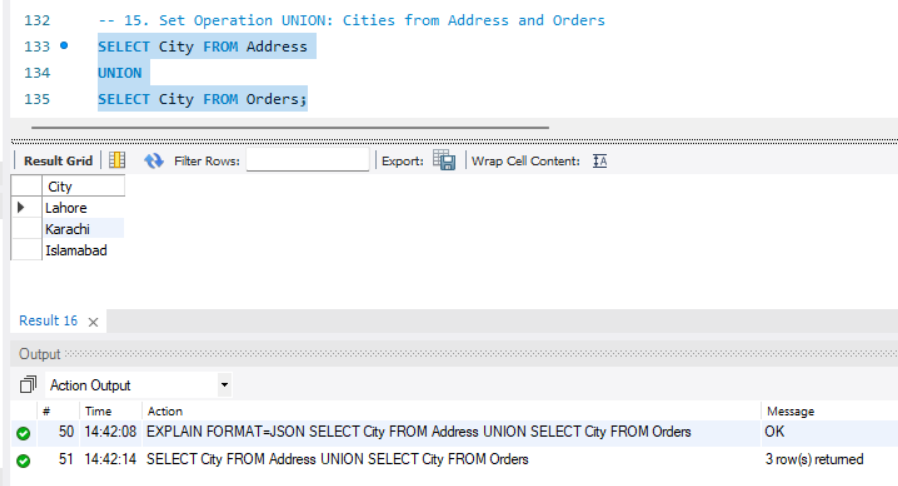 132 -- 15. Set Operation UNION: Cities from Address and Orders
133 SELECT City FROM Address
134 UNION
135 SELECT City FROM Orders;
Result Grid Filter Rows: Export: Wrap Cell Content: IA
City
Lahore
Karachi
Islamabad
Result 16 ×
Output
Action Output
# Time Action Message
50 14:42:08 EXPLAIN FORMAT=JSON SELECT City FROM Address UNION SELECT City FROM Orders OK
51 14:42:14 SELECT City FROM Address UNION SELECT City FROM Orders 3 row(s) returned